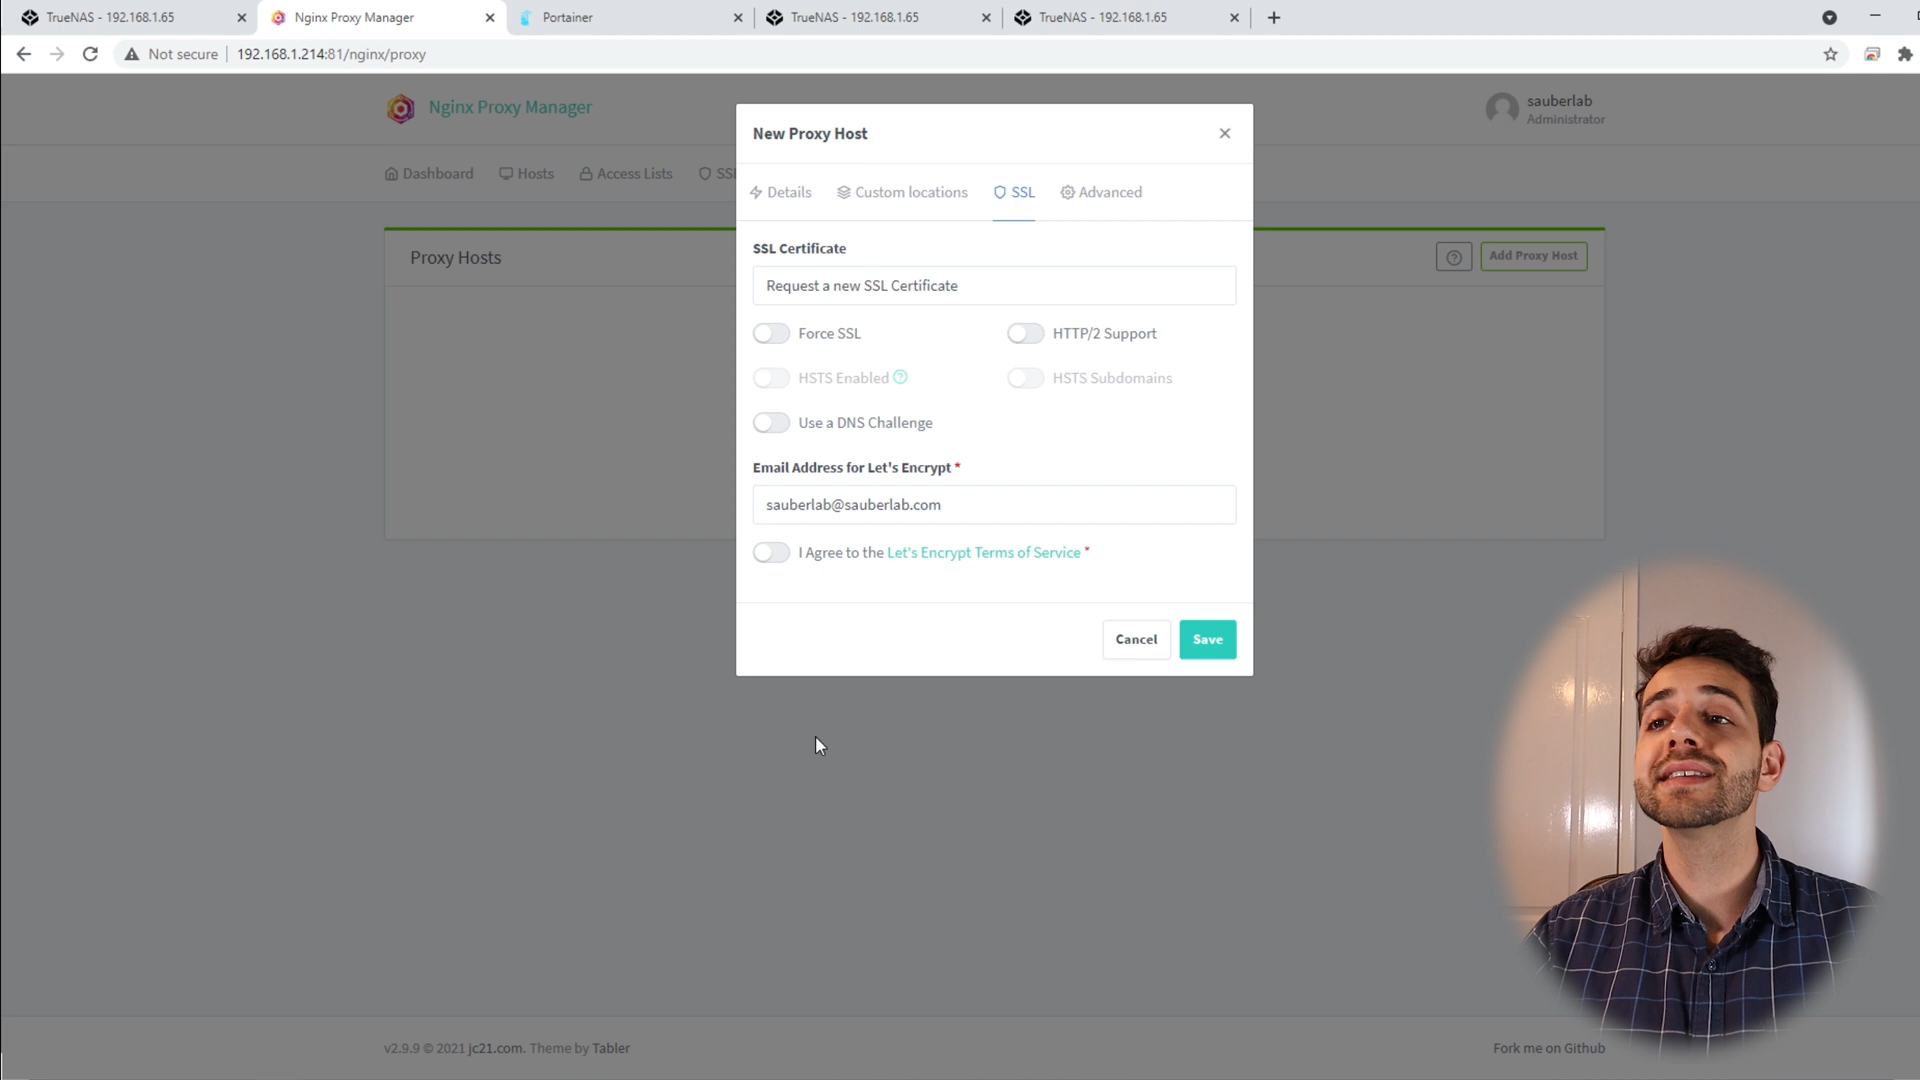 TrueNAS - 192.168.1.65
Nginx Proxy Manager
Portainer
TrueNAS - 192.168.1.65
TrueNAS - 192.168.1.65
Not secure
192.168.1.214:81/nginx/proxy
Nginx Proxy Manager
sauberlab
Administrator
Dashboard
Hosts
Access Lists
SS
New Proxy Host
Details
Custom locations
SSL
Advanced
Proxy Hosts
Add Proxy Host
SSL Certificate
Request a new SSL Certificate
Force SSL
HTTP/2 Support
HSTS Enabled
HSTS Subdomains
Use a DNS Challenge
Email Address for Let's Encrypt *
sauberlab@sauberlab.com
I Agree to the Let's Encrypt Terms of Service *
Cancel
Save
v2.9.9 © 2021 jc21.com. Theme by Tabler
Fork me on Github